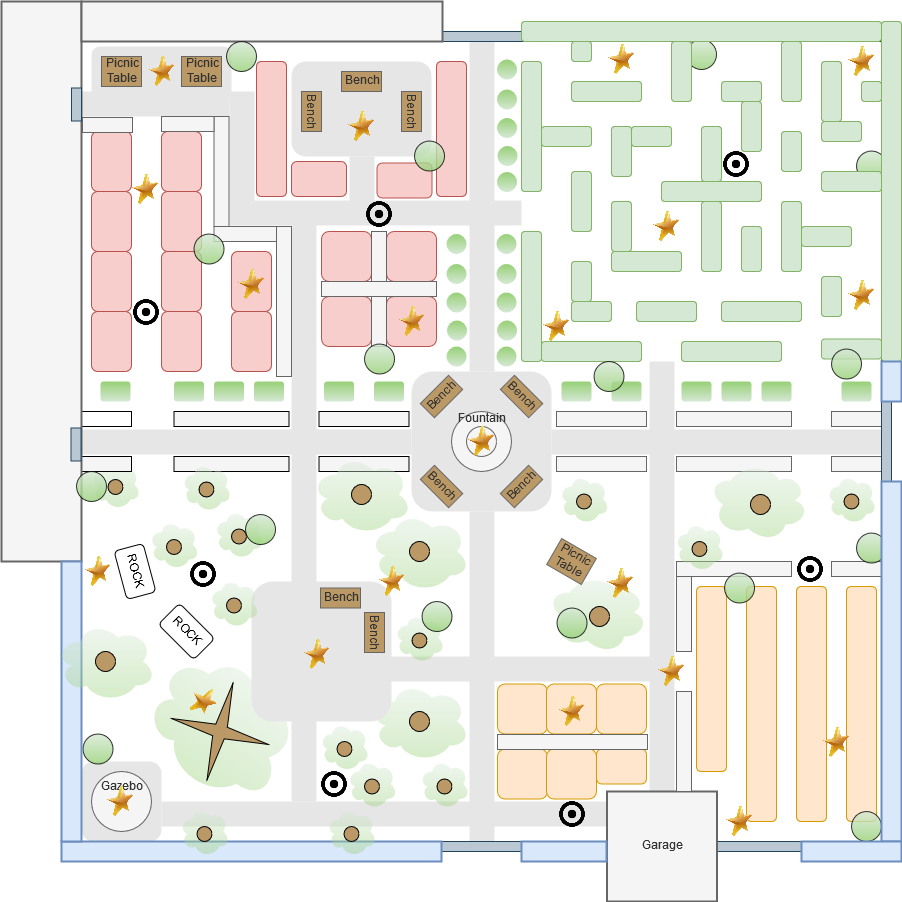 Picnic
Table
Picnic
Table
Bench
Bench
Bench
Bench
Bench
Fountain
Bench
Bench
ROCK
Picnic
Table
Bench
Bench
ROCK
Gazebo
Garage